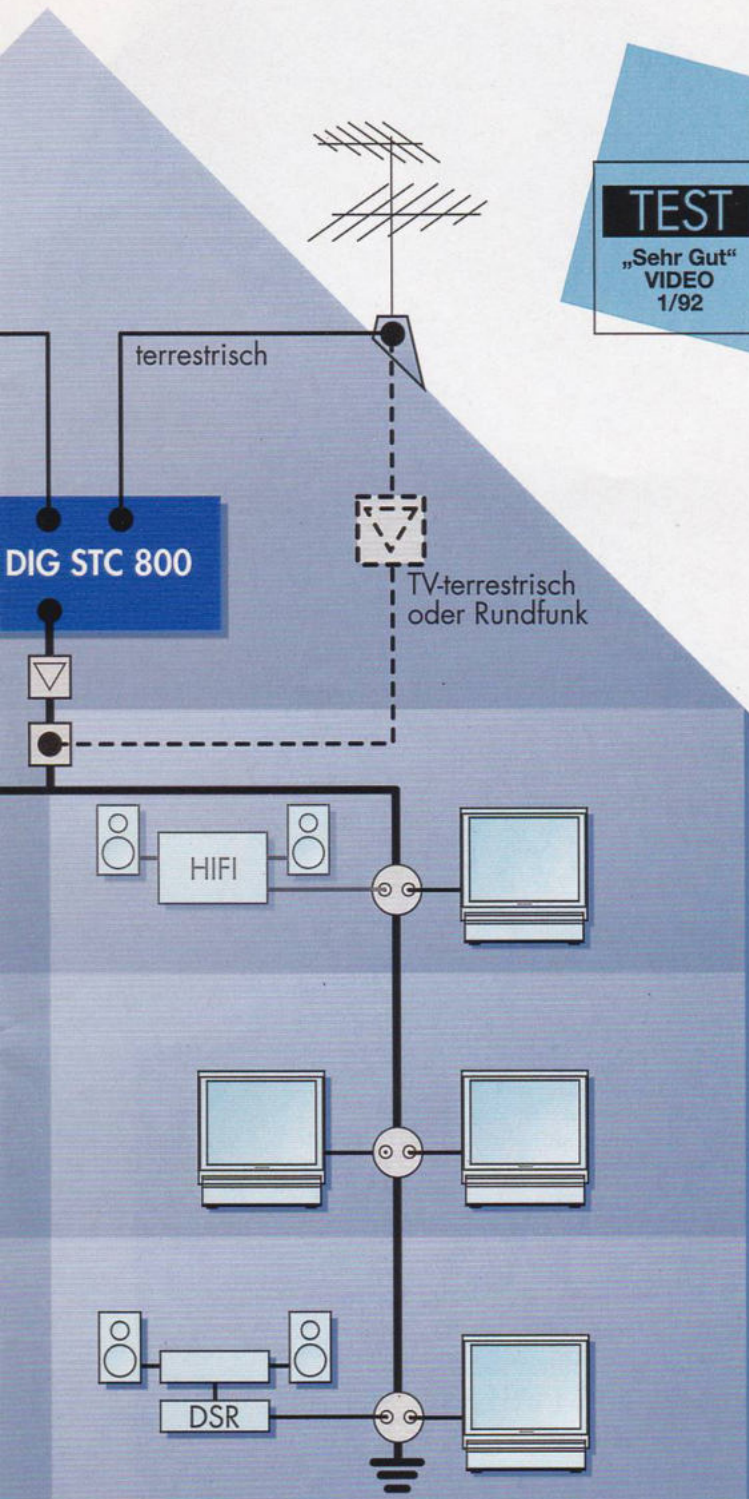 TEST
„Sehr Gut“
VIDEO
1/92
terrestrisch
DIG STC 800
TV-terrestrisch
oder Rundfunk
HIFI
DSR